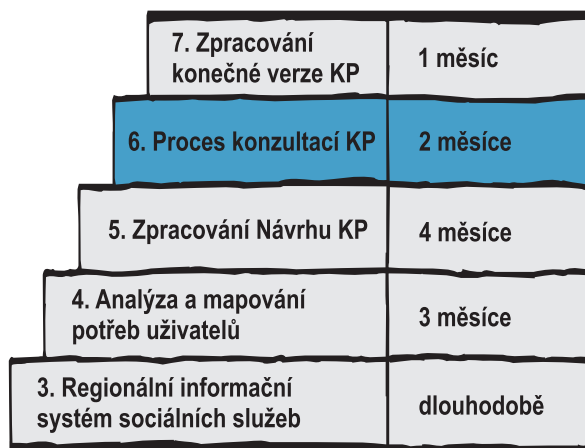 7. Zpracování
konečné verze KP
1 měsíc
6. Proces konzultací KP
2 měsíce
5. Zpracování Návrhu KP
4 měsíce
4. Analýza a mapování
potřeb uživatelů
3 měsíce
3. Regionální informační
systém sociálních služeb
dlouhodobě